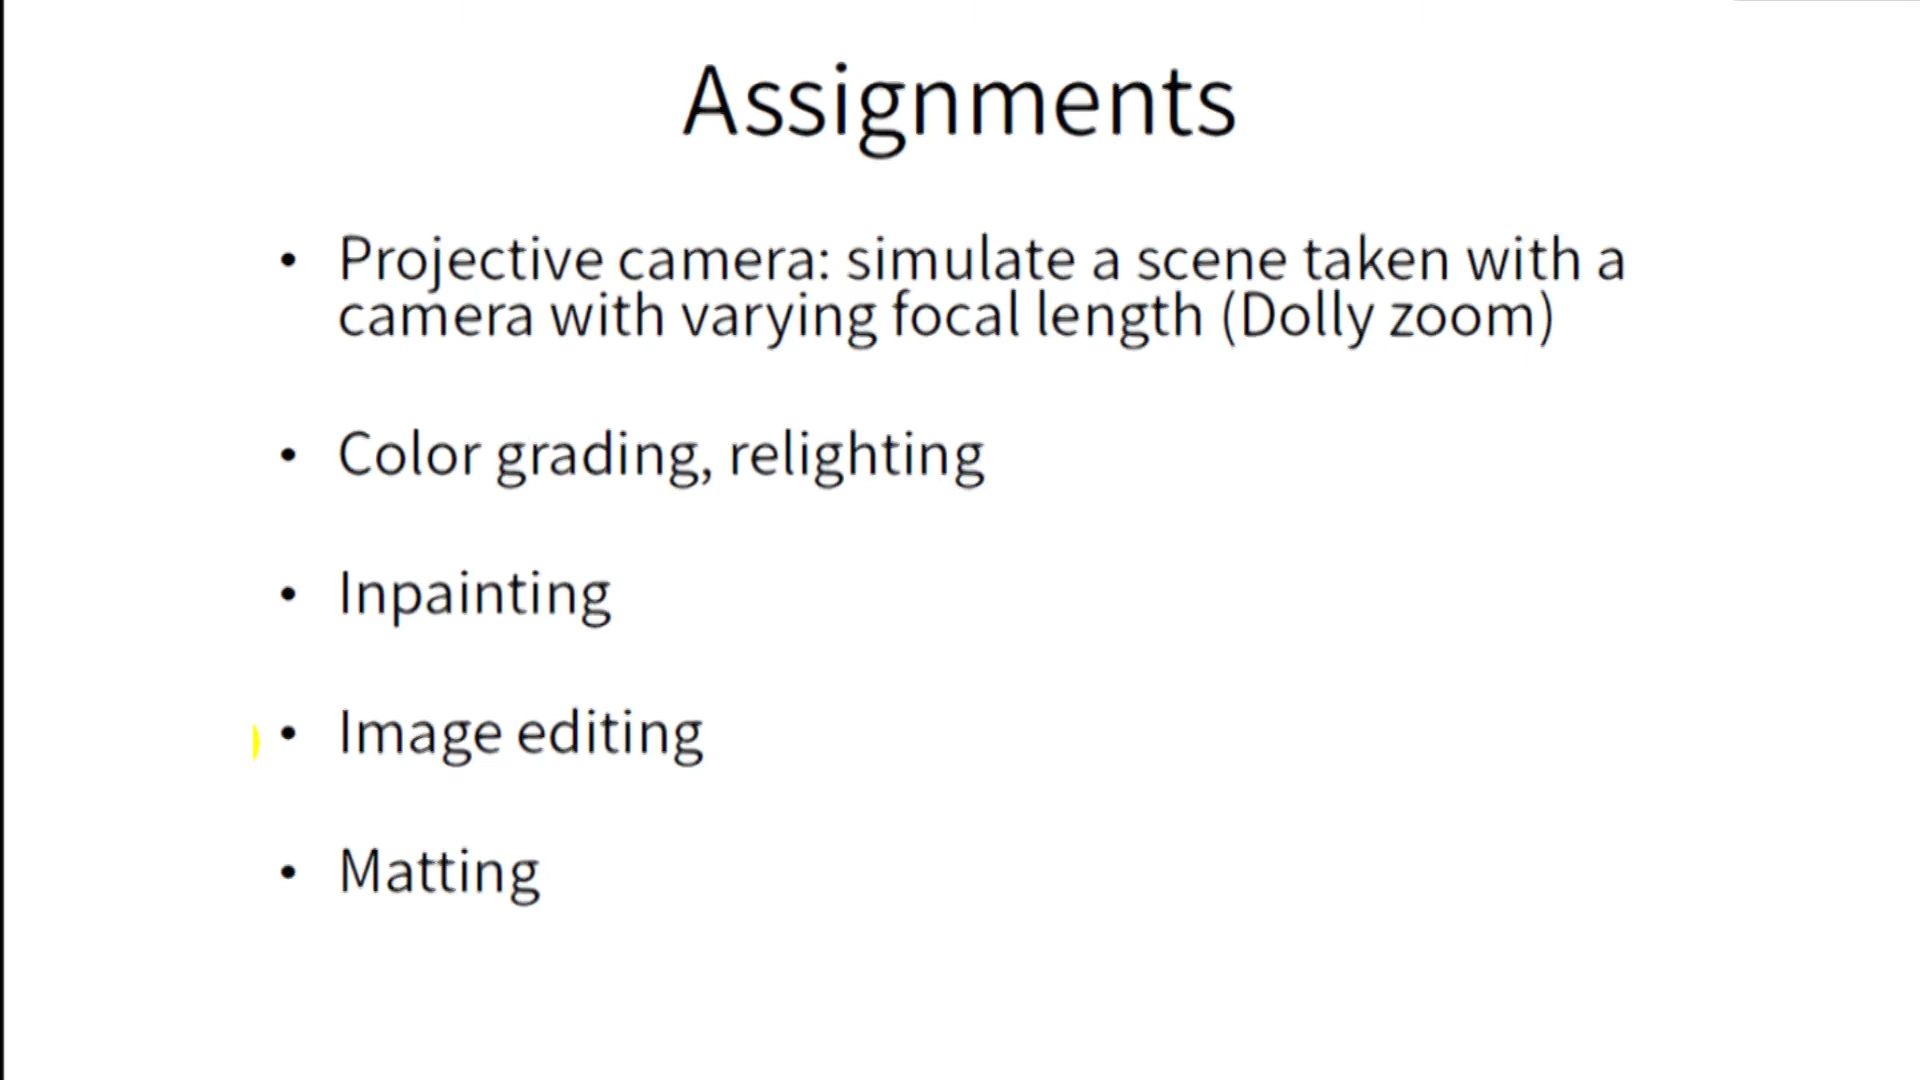 Assignments
• Projective camera: simulate a scene taken with a
camera with varying focal length (Dolly zoom)
• Color grading, relighting
• Inpainting
• Image editing
• Matting